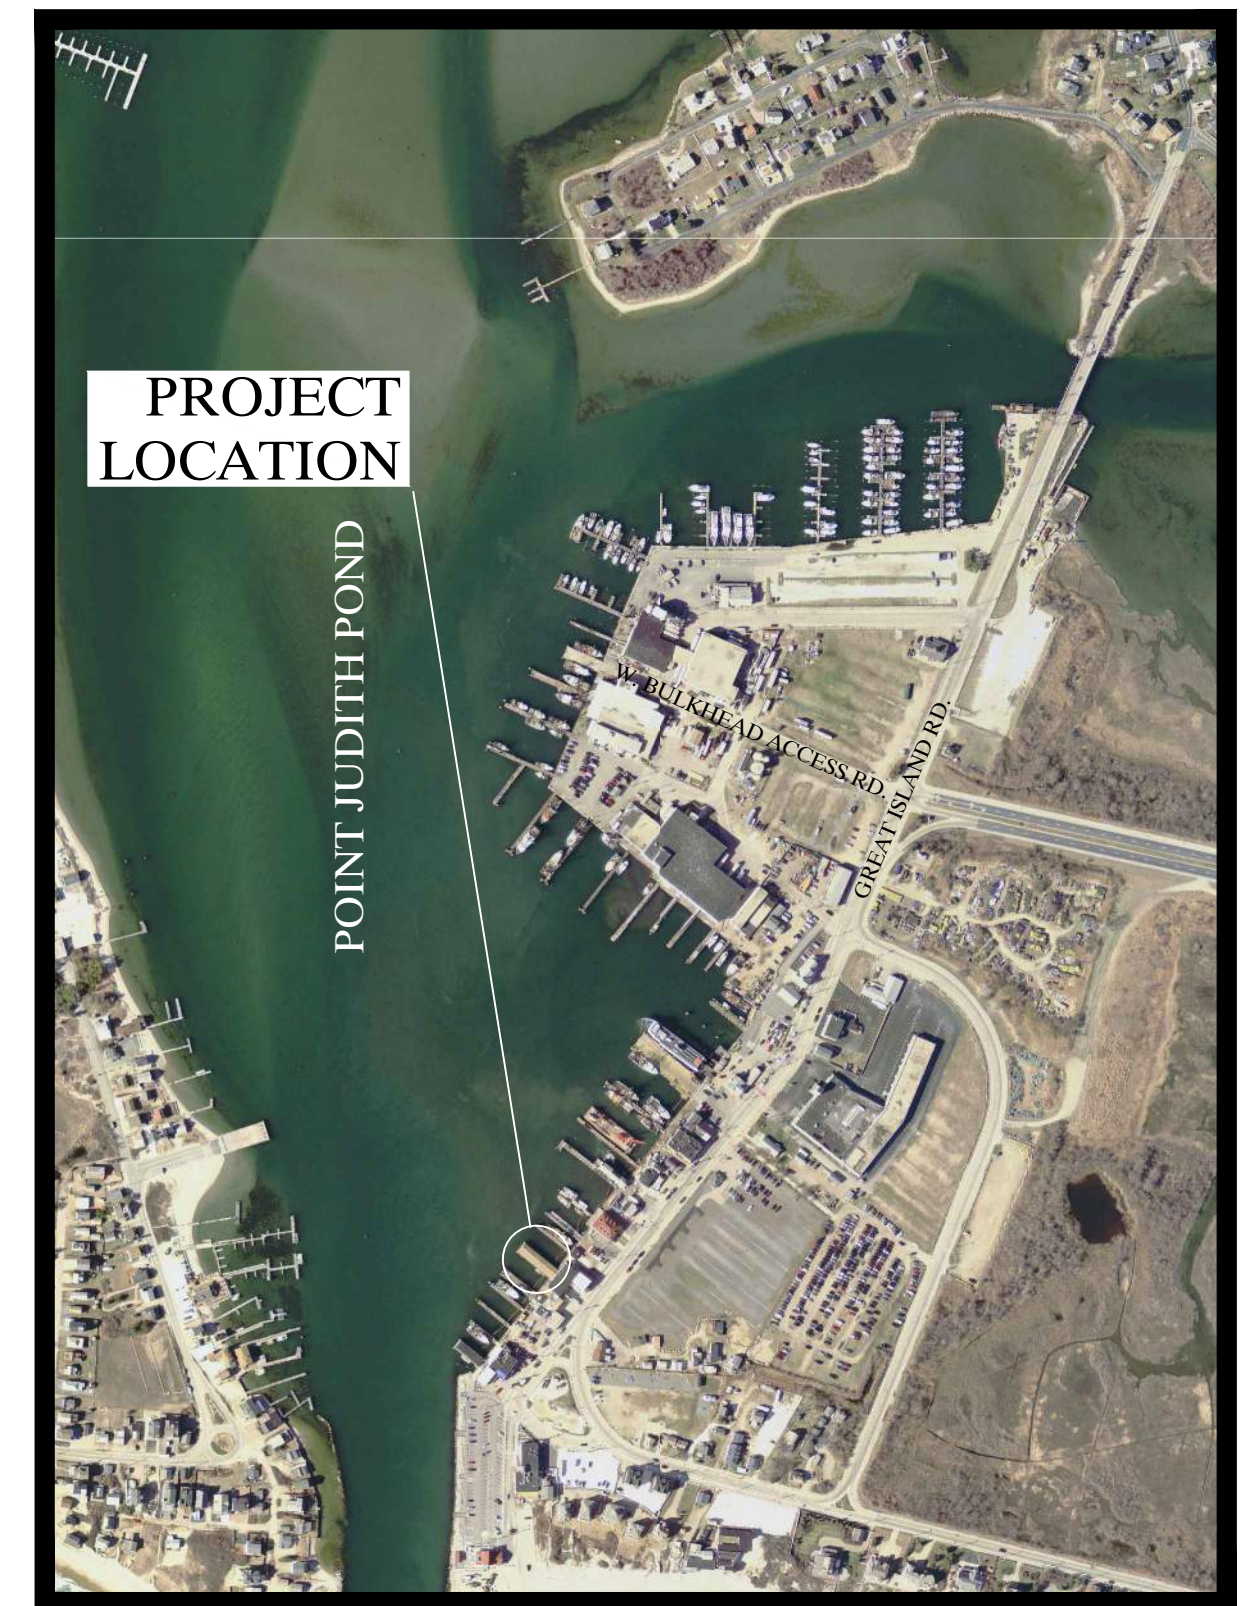 PROJECT
LOCATION
POINT JUDITH POND
W. BULKHEAD ACCESS RD.
GREAT ISLAND RD.